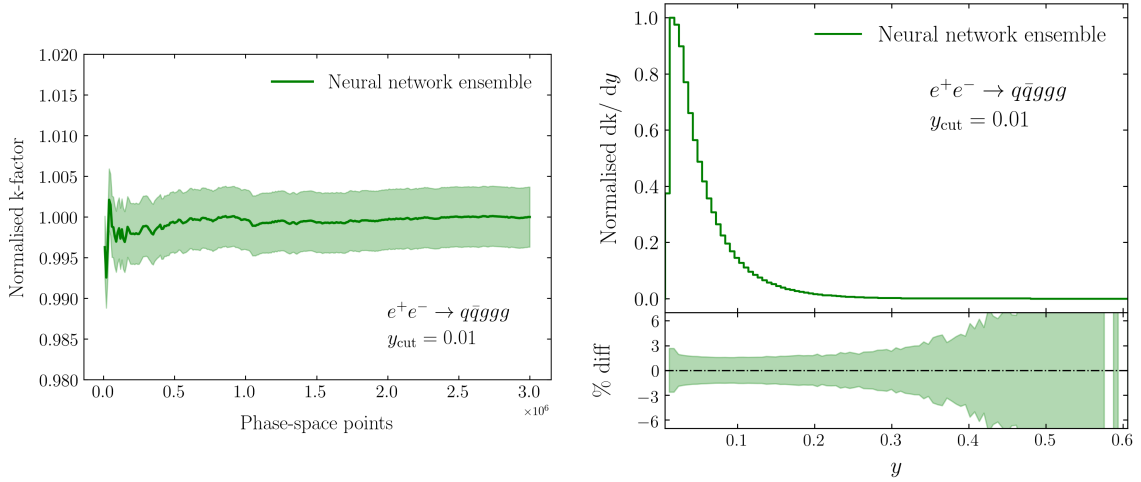 Normalised k-factor
1.020
1.015
1.010
1.005
1.000
0.995
0.990
0.985
0.980
Neural network ensemble
e⁺e⁻ → qq̄ggg
y_cut = 0.01
0.0 0.5 1.0 1.5 2.0 2.5 3.0
×10⁶
Phase-space points
Normalised dk/ dy
1.0
0.8
0.6
0.4
0.2
0.0
Neural network ensemble
e⁺e⁻ → qq̄ggg
y_cut = 0.01
% diff
6
3
0
−3
−6
0.1 0.2 0.3 0.4 0.5 0.6
y